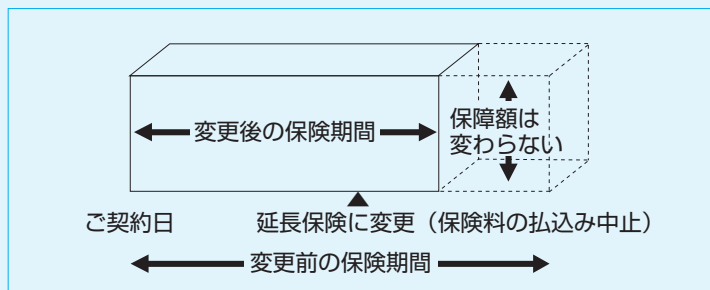 変更後の保険期間
保障額は
変わらない
ご契約日
延長保険に変更（保険料の払込み中止）
変更前の保険期間